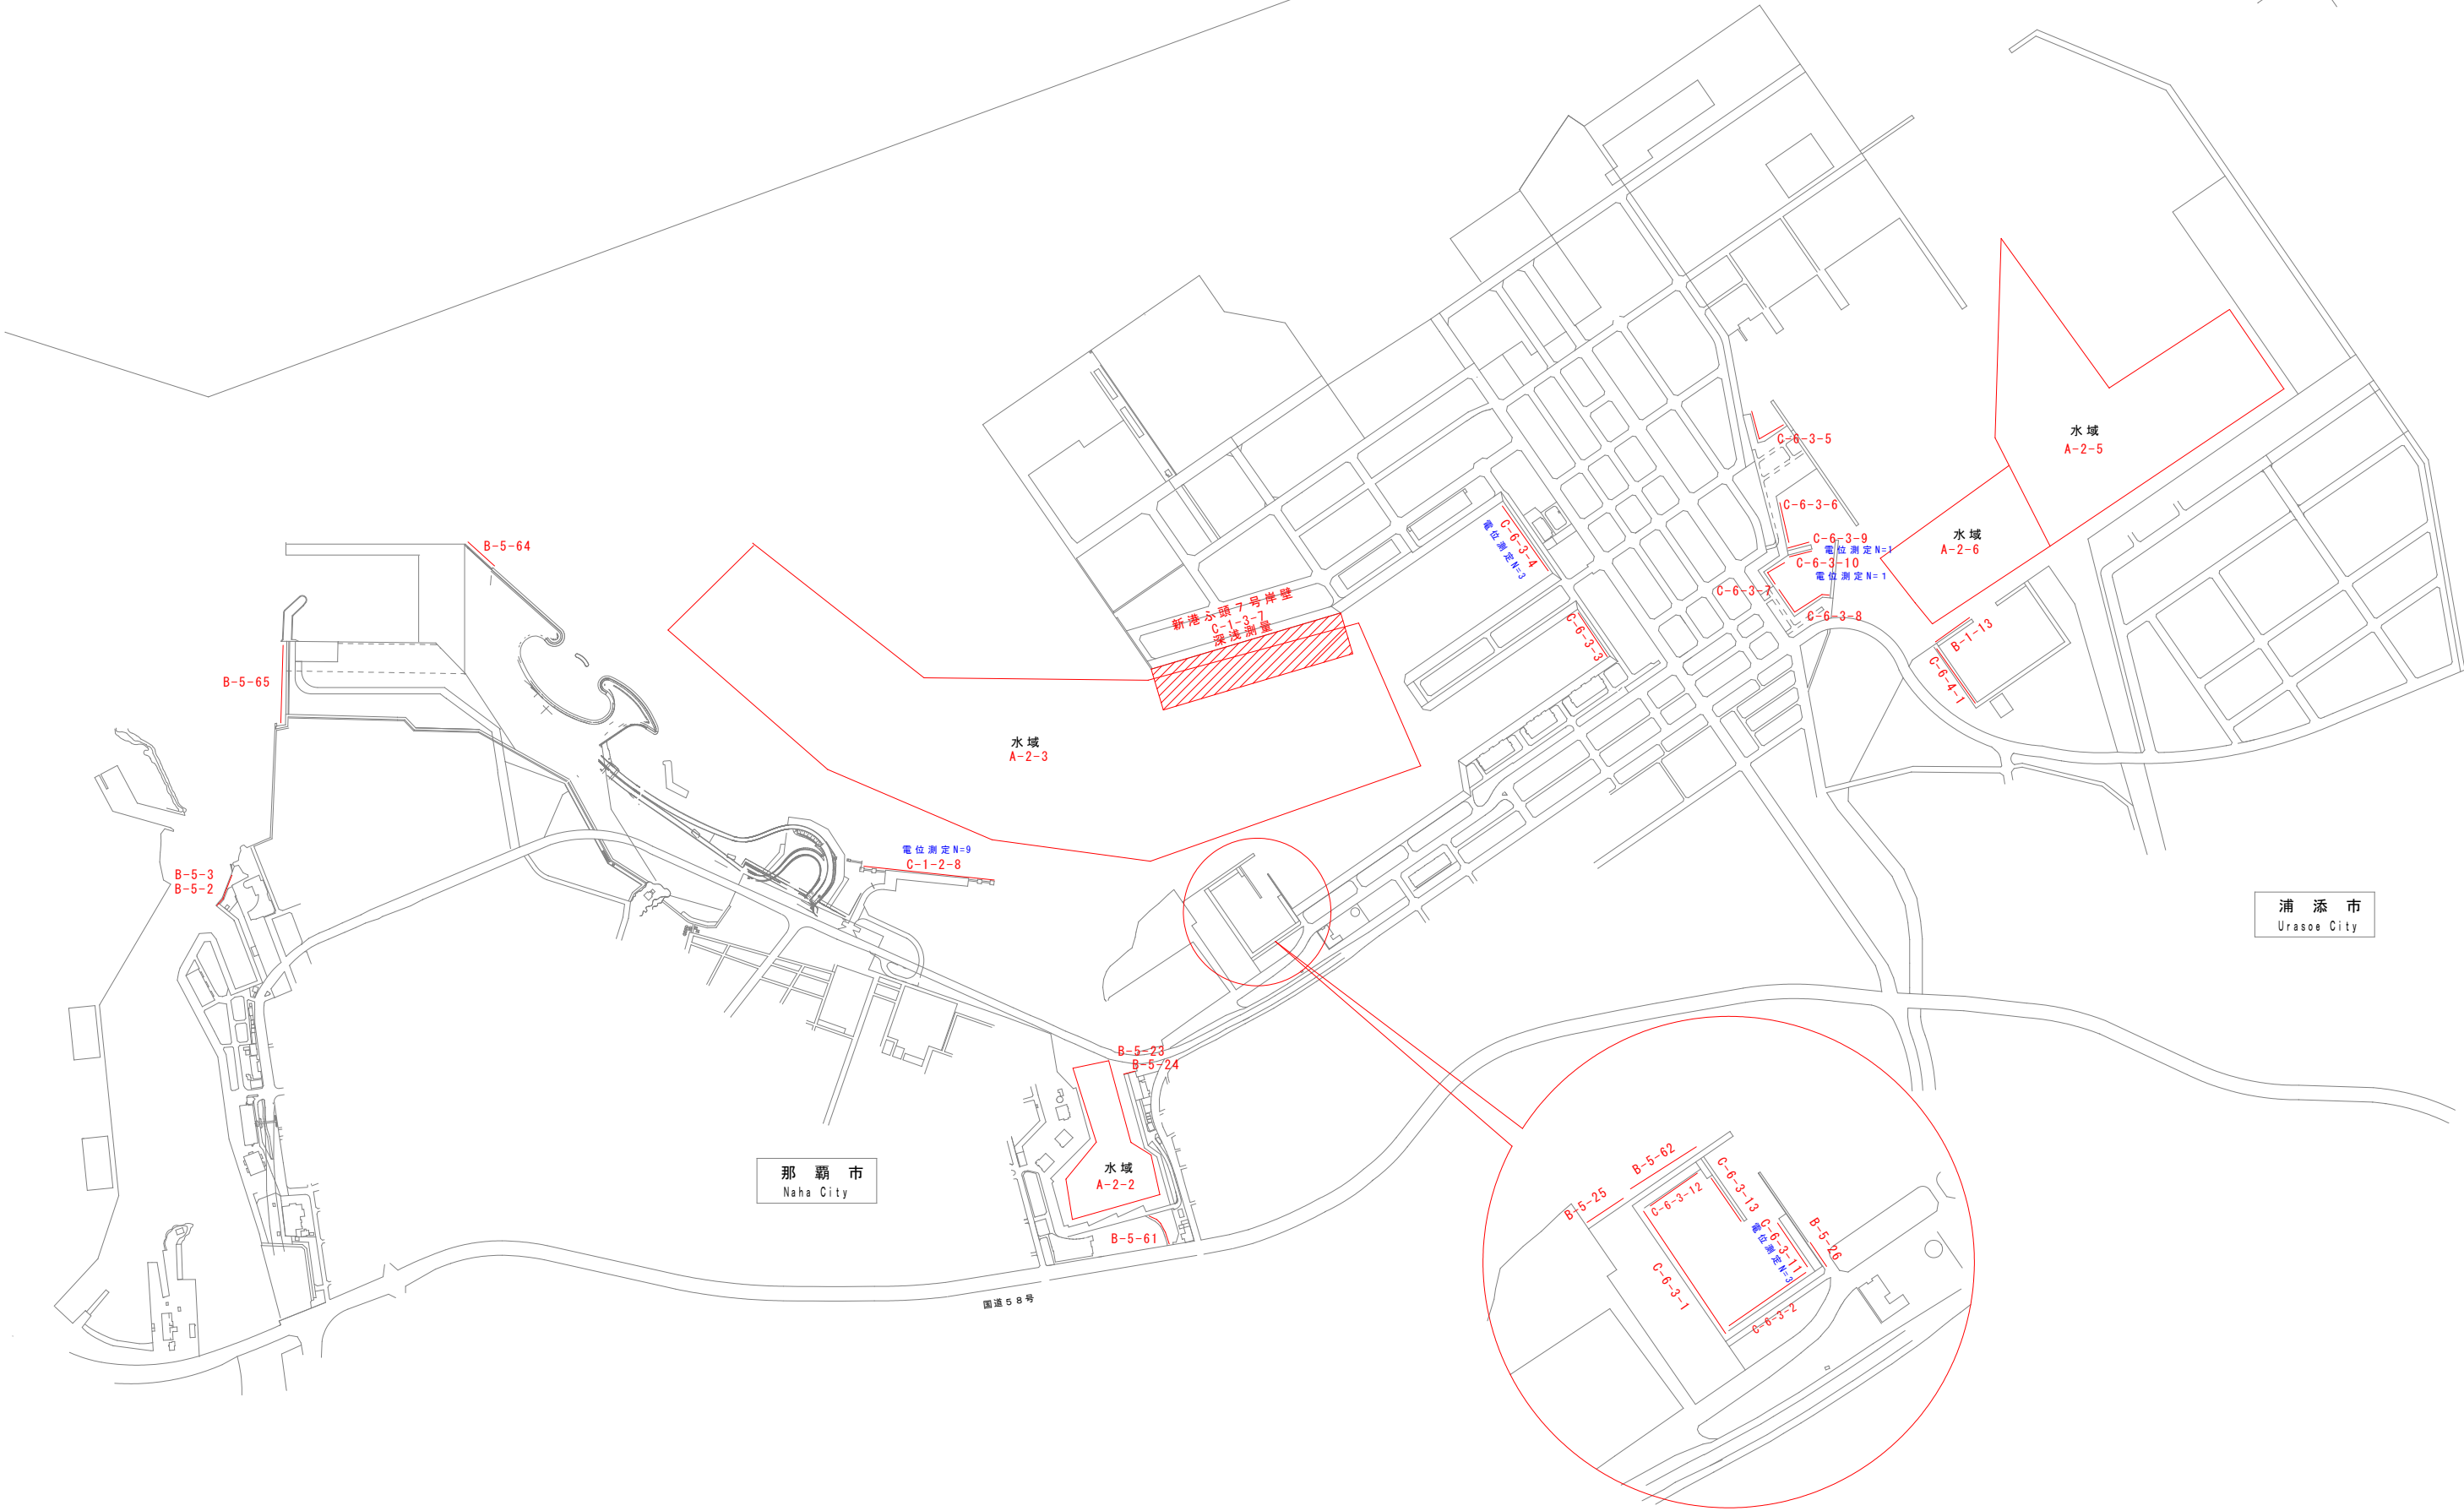 C-6-3-5
水域
A-2-5
C-6-3-6
C-6-3-9
電位測定N=1
C-6-3-10
電位測定N=1
C-6-3-7
C-6-3-8
水域
A-2-6
B-1-13
C-6-4-1
C-6-3-4
電位測定N=3
C-6-3-3
B-5-64
新港ふ頭７号岸壁
C-1-3-7
深浅測量
B-5-65
水域
A-2-3
電位測定N=9
C-1-2-8
B-5-3
B-5-2
浦添市
Urasoe City
B-5-23
B-5-24
那覇市
Naha City
水域
A-2-2
B-5-61
国道５８号
B-5-62
B-5-25
C-6-3-12
C-6-3-13
C-6-3-11
電位測定N=3
B-5-26
C-6-3-1
C-6-3-2